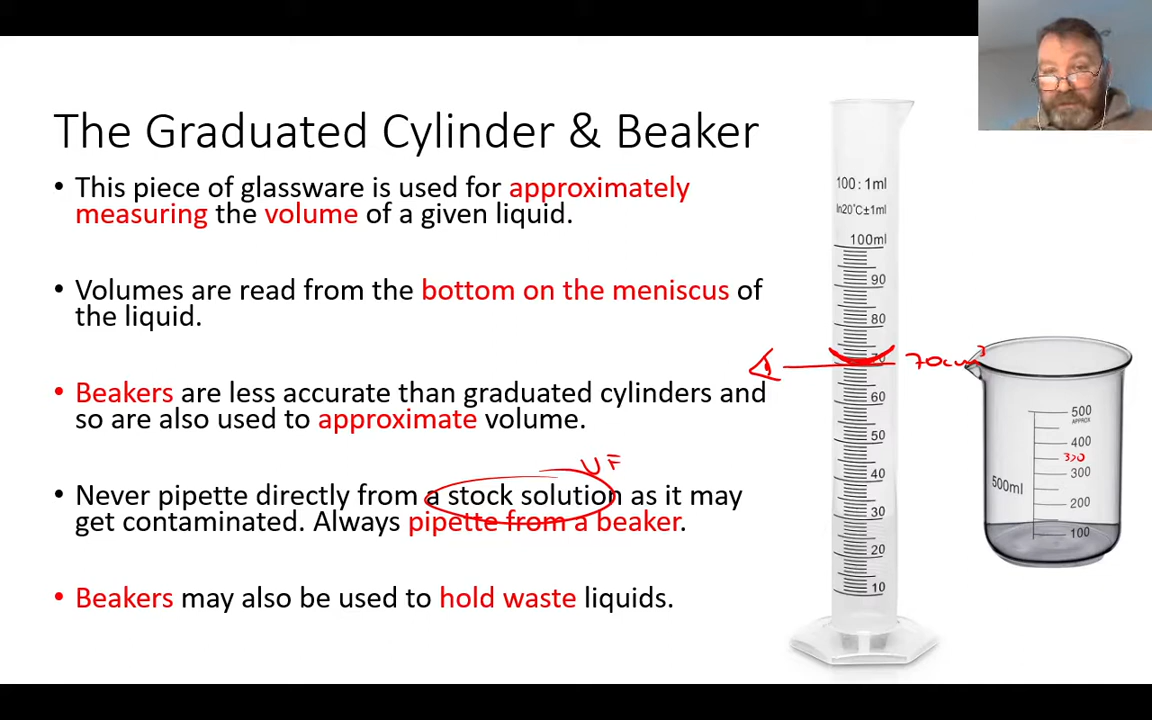 The Graduated Cylinder & Beaker
• This piece of glassware is used for approximately
measuring the volume of a given liquid.
• Volumes are read from the bottom on the meniscus of
the liquid.
• Beakers are less accurate than graduated cylinders and
so are also used to approximate volume.
• Never pipette directly from a stock solution as it may
get contaminated. Always pipette from a beaker.
• Beakers may also be used to hold waste liquids.
VF
100:1ml
In20°C±1ml
100ml
90
80
70
60
50
40
30
20
10
70cm³
500
APPROX
400
350
300
500ml
200
100